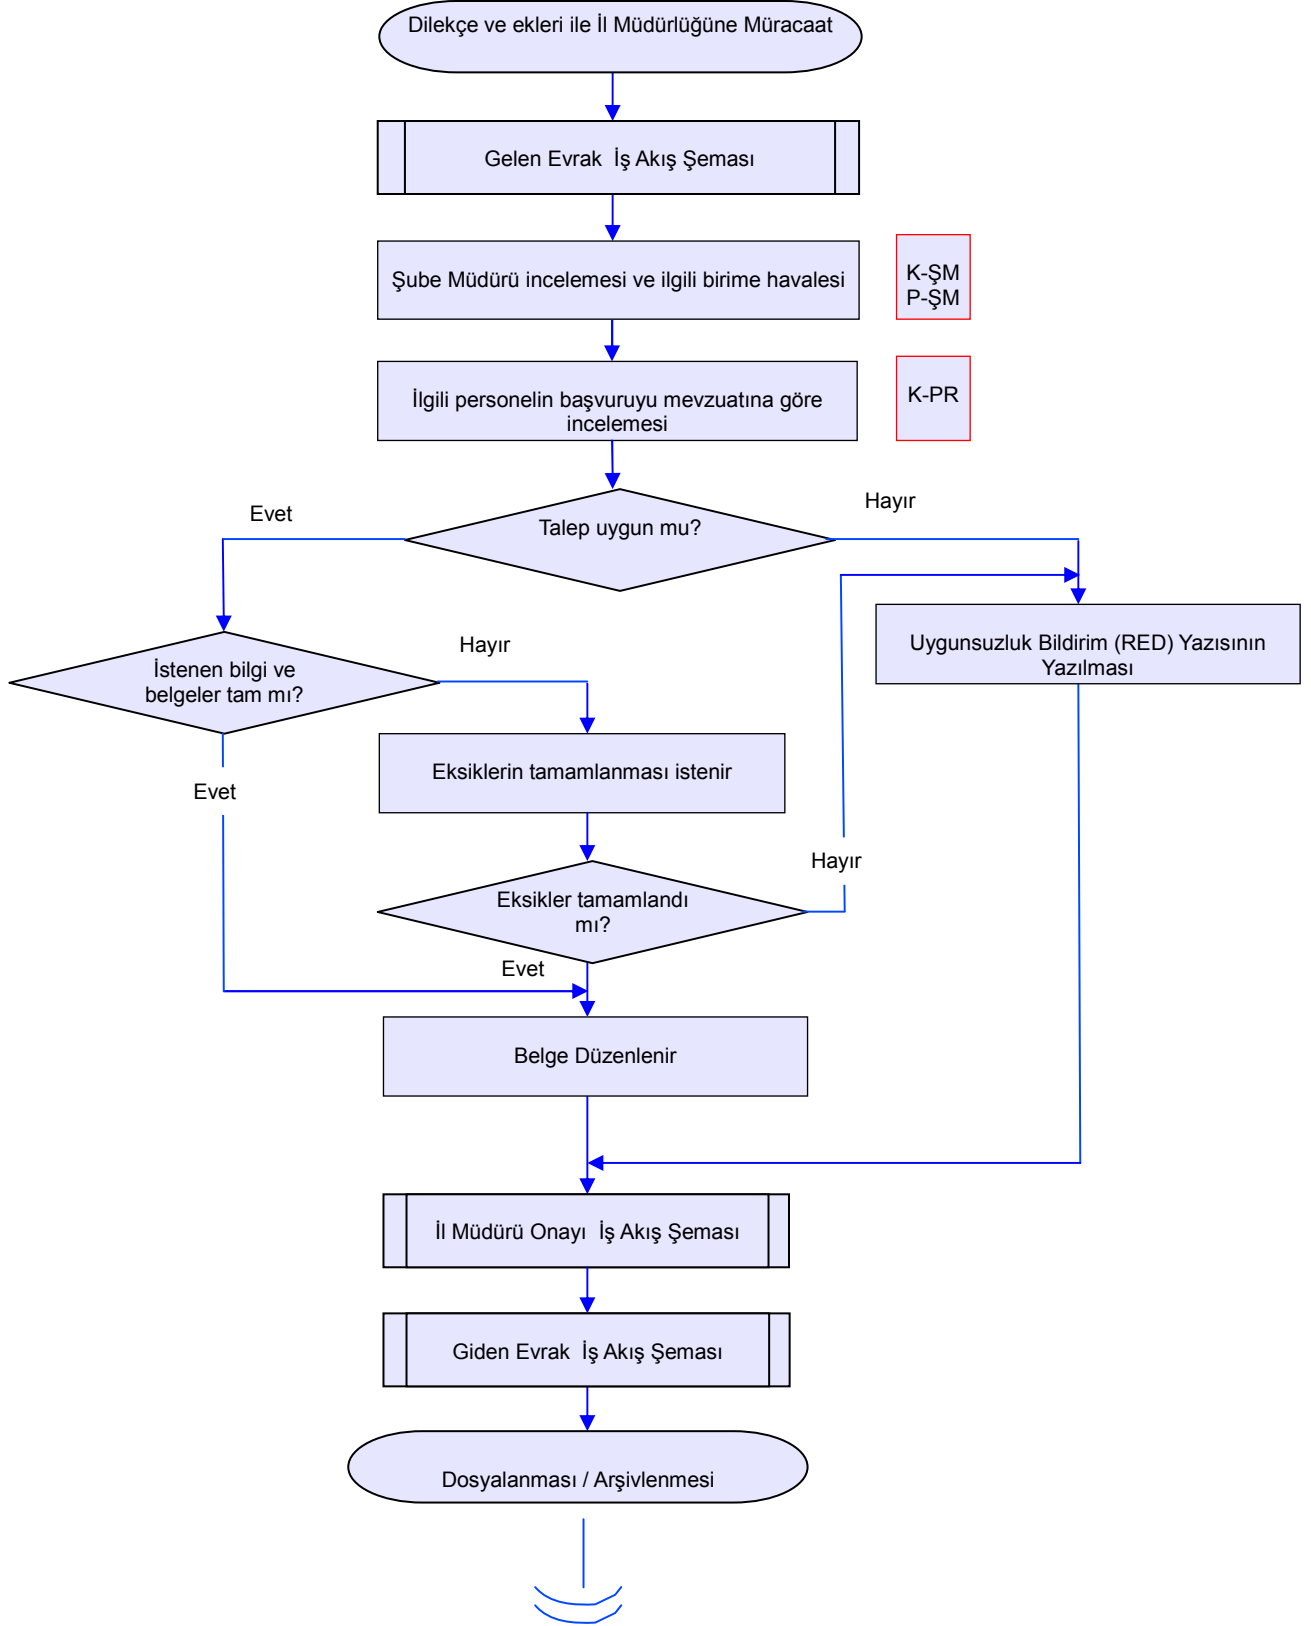 Dilekçe ve ekleri ile İl Müdürlüğüne Müracaat
Gelen Evrak  İş Akış Şeması
Şube Müdürü incelemesi ve ilgili birime havalesi
K-ŞM
P-ŞM
İlgili personelin başvuruyu mevzuatına göre
incelemesi
K-PR
Talep uygun mu?
Evet
Hayır
Uygunsuzluk Bildirim (RED) Yazısının
Yazılması
İstenen bilgi ve
belgeler tam mı?
Hayır
Evet
Eksiklerin tamamlanması istenir
Eksikler tamamlandı
mı?
Hayır
Evet
Belge Düzenlenir
İl Müdürü Onayı  İş Akış Şeması
Giden Evrak  İş Akış Şeması
Dosyalanması / Arşivlenmesi